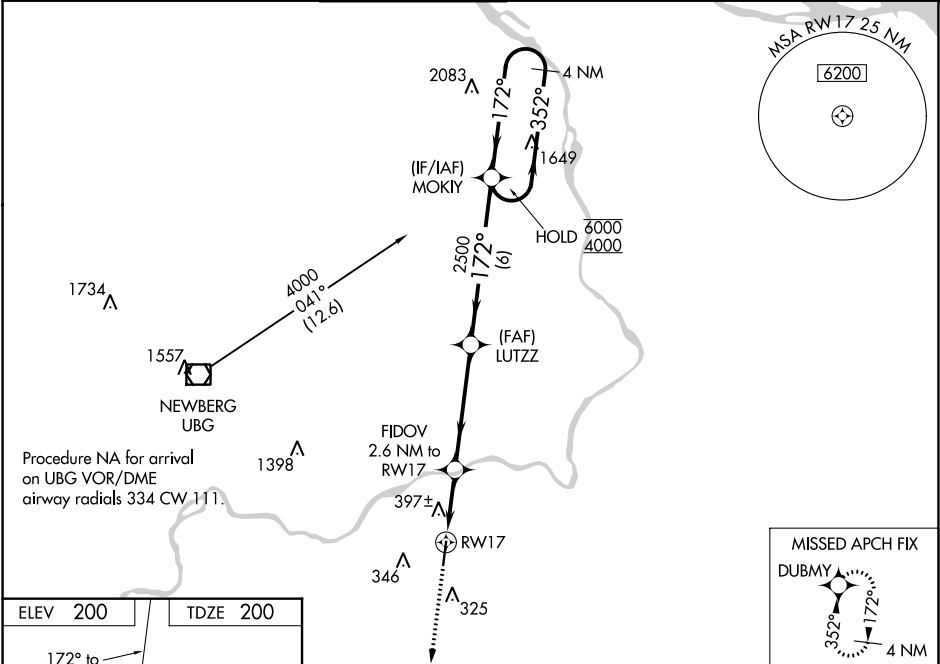 MSA RW17 25 NM
6200
2083
4 NM
172°
352°
1649
(IF/IAF)
MOKIY
HOLD
6000
4000
2500
172°
(6)
4000
041°
(12.6)
1734
1557
NEWBERG
UBG
(FAF)
LUTZZ
FIDOV
2.6 NM to
RW17
Procedure NA for arrival
on UBG VOR/DME
airway radials 334 CW 111.
1398
397±
RW17
346
325
MISSED APCH FIX
DUBMY
352°
172°
4 NM
ELEV 200
TDZE 200
172° to